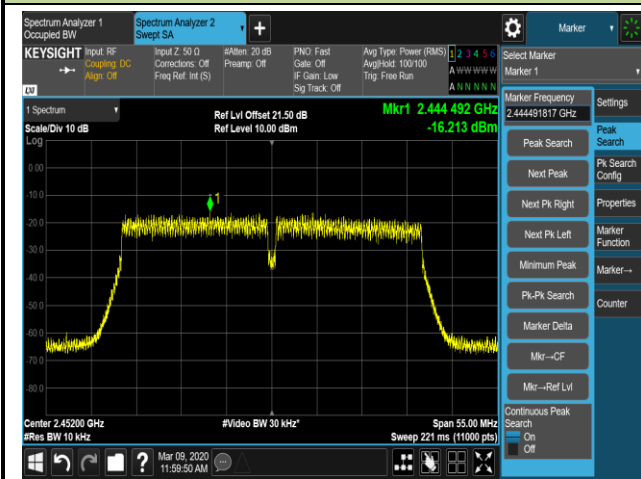 Spectrum Analyzer 1
Occupied BW
Spectrum Analyzer 2
Swept SA
+
Marker
KEYSIGHT
Input: RF
Coupling: DC
Align: Off
Input Z: 50 Ω
Corrections: Off
Freq Ref: Int (S)
#Atten: 20 dB
Preamp: Off
PNO: Fast
Gate: Off
IF Gain: Low
Sig Track: Off
Avg Type: Power (RMS)
Avg|Hold: 100/100
Trig: Free Run
1 2 3 4 5 6
A W W W W W
A N N N N N
LXI
Select Marker
Marker 1
1 Spectrum
Scale/Div 10 dB
Log
Ref Lvl Offset 21.50 dB
Ref Level 10.00 dBm
Mkr1 2.444 492 GHz
-16.213 dBm
0.00
-10.0
-20.0
-30.0
-40.0
-50.0
-60.0
-70.0
-80.0
1
Center 2.45200 GHz
#Res BW 10 kHz
#Video BW 30 kHz*
Span 55.00 MHz
Sweep 221 ms (11000 pts)
Marker Frequency
2.444491817 GHz
Peak Search
Next Peak
Next Pk Right
Next Pk Left
Minimum Peak
Pk-Pk Search
Marker Delta
Mkr→CF
Mkr→Ref Lvl
Continuous Peak
Search
On
Off
Settings
Peak
Search
Pk Search
Config
Properties
Marker
Function
Marker→
Counter
?
Mar 09, 2020
11:59:50 AM